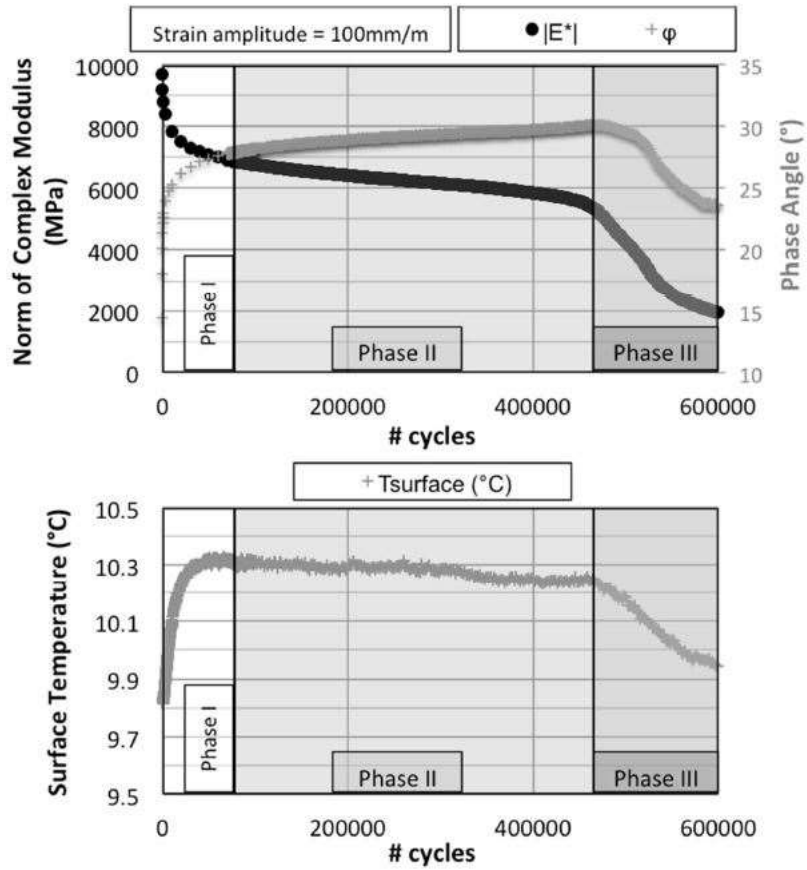 Strain amplitude = 100mm/m
|E*| φ
Norm of Complex Modulus
(MPa)
10000
8000
6000
4000
2000
0
Phase Angle (°)
35
30
25
20
15
10
Phase I
Phase II
Phase III
0 200000 400000 600000
# cycles
Tsurface (°C)
Surface Temperature (°C)
10.5
10.3
10.1
9.9
9.7
9.5
Phase I
Phase II
Phase III
0 200000 400000 600000
# cycles